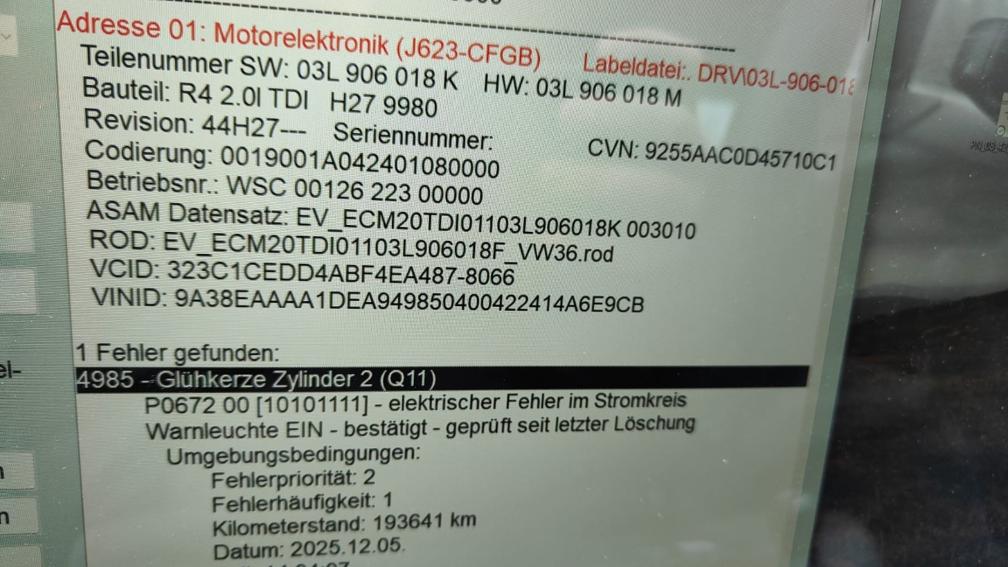 Adresse 01: Motorelektronik (J623-CFGB) Labeldatei:. DRV\03L-906-018
Teilenummer SW: 03L 906 018 K HW: 03L 906 018 M
Bauteil: R4 2.0l TDI H27 9980
Revision: 44H27--- Seriennummer:
CVN: 9255AAC0D45710C1
Codierung: 0019001A042401080000
Betriebsnr.: WSC 00126 223 00000
ASAM Datensatz: EV_ECM20TDI01103L906018K 003010
ROD: EV_ECM20TDI01103L906018F_VW36.rod
VCID: 323C1CEDD4ABF4EA487-8066
VINID: 9A38EAAAA1DEA949850400422414A6E9CB
1 Fehler gefunden:
4985 - Glühkerze Zylinder 2 (Q11)
P0672 00 [10101111] - elektrischer Fehler im Stromkreis
Warnleuchte EIN - bestätigt - geprüft seit letzter Löschung
Umgebungsbedingungen:
Fehlerpriorität: 2
Fehlerhäufigkeit: 1
Kilometerstand: 193641 km
Datum: 2025.12.05.